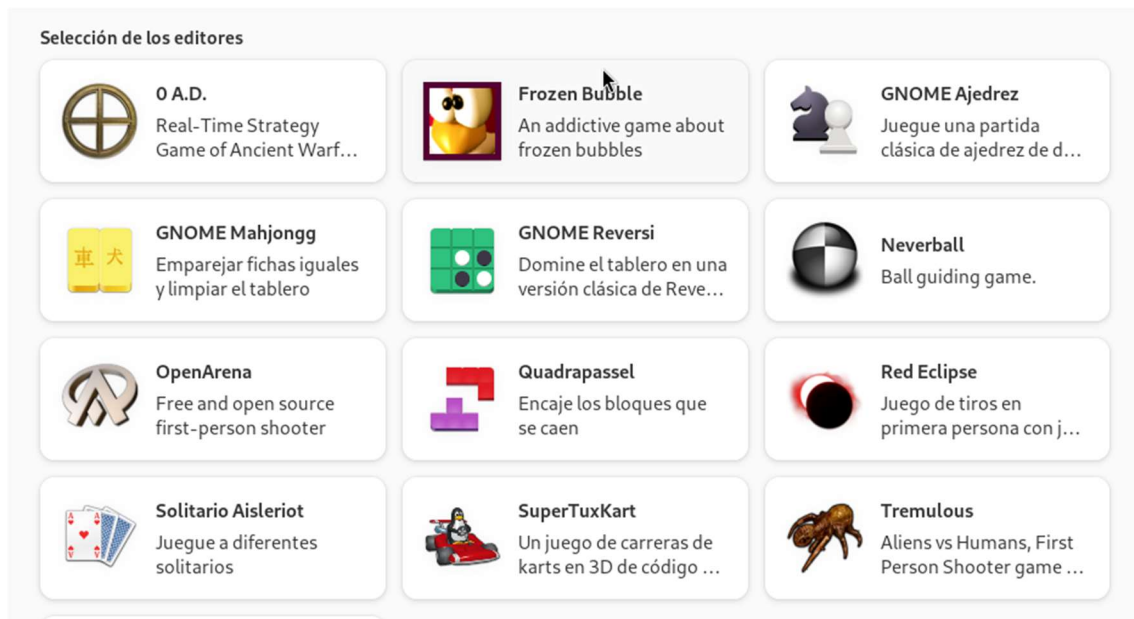 Selección de los editores
0 A.D.
Real-Time Strategy
Game of Ancient Warf...
Frozen Bubble
An addictive game about
frozen bubbles
GNOME Ajedrez
Juegue una partida
clásica de ajedrez de d...
GNOME Mahjongg
Emparejar fichas iguales
y limpiar el tablero
GNOME Reversi
Domine el tablero en una
versión clásica de Reve...
Neverball
Ball guiding game.
OpenArena
Free and open source
first-person shooter
Quadrapassel
Encaje los bloques que
se caen
Red Eclipse
Juego de tiros en
primera persona con j...
Solitario Aisleriot
Juegue a diferentes
solitarios
SuperTuxKart
Un juego de carreras de
karts en 3D de código ...
Tremulous
Aliens vs Humans, First
Person Shooter game ...
車 犬
A A